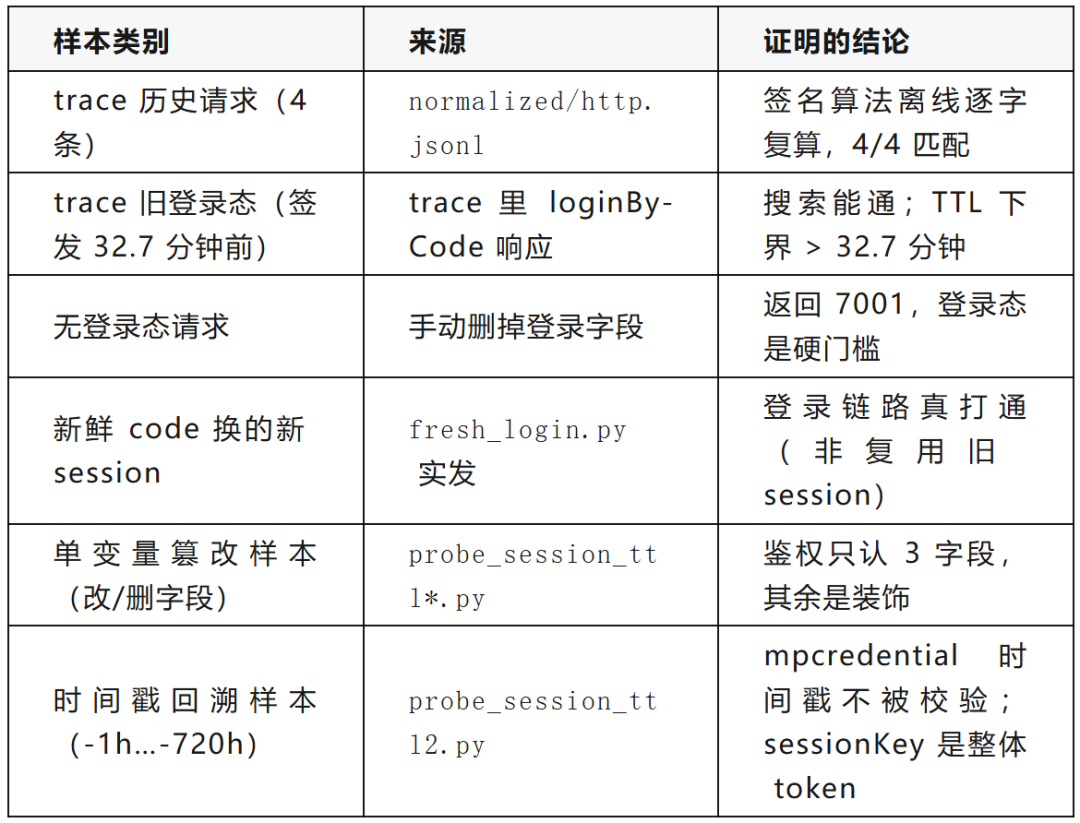 样本类别
来源
证明的结论
trace 历史请求（4
条）
normalized/http.
jsonl
签名算法离线逐字
复算，4/4 匹配
trace 旧登录态（签
发 32.7 分钟前）
trace 里 loginBy-
Code 响应
搜索能通；TTL 下
界 > 32.7 分钟
无登录态请求
手动删掉登录字段
返回 7001，登录态
是硬门槛
新鲜 code 换的新
session
fresh_login.py
实发
登录链路真打通
（非复用旧
session）
单变量篡改样本
（改/删字段）
probe_session_tt
l*.py
鉴权只认 3 字段，
其余是装饰
时间戳回溯样本
（-1h…-720h）
probe_session_tt
l2.py
mpcredential 时
间戳不被校验；
sessionKey 是整体
token